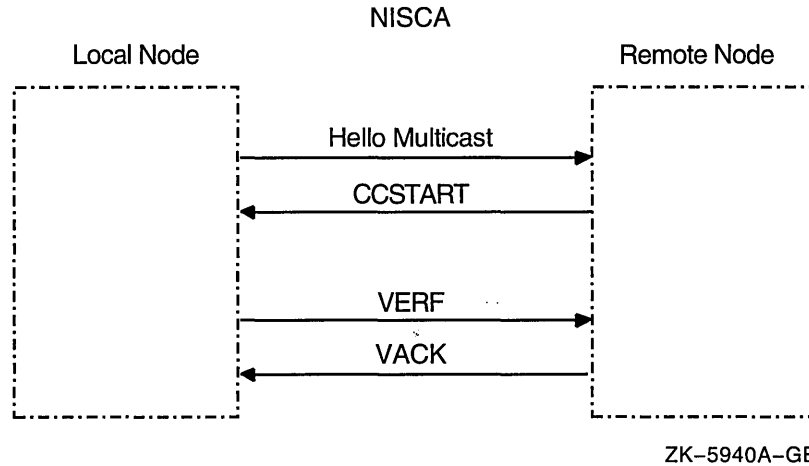 NISCA
Local Node
Remote Node
Hello Multicast
CCSTART
VERF
VACK
ZK-5940A-GE